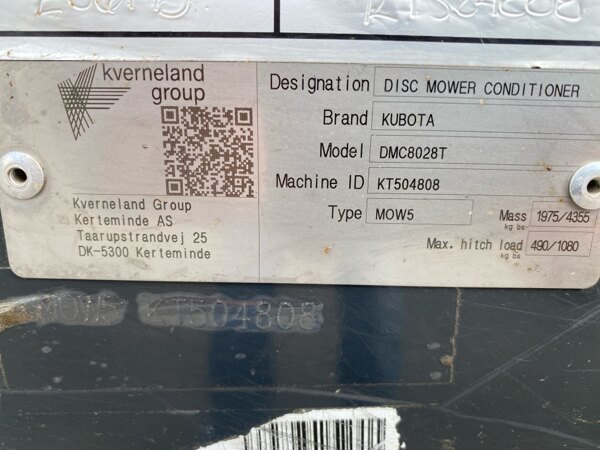 kverneland
group
Kverneland Group
Kerteminde AS
Taarupstrandvej 25
DK-5300 Kerteminde
Designation DISC MOWER CONDITIONER
Brand KUBOTA
Model DMC8028T
Machine ID KT504808
Type MOW5 Mass kg lbs 1975/4355
Max. hitch load kg lbs 490/1080
MOW5 KT504808